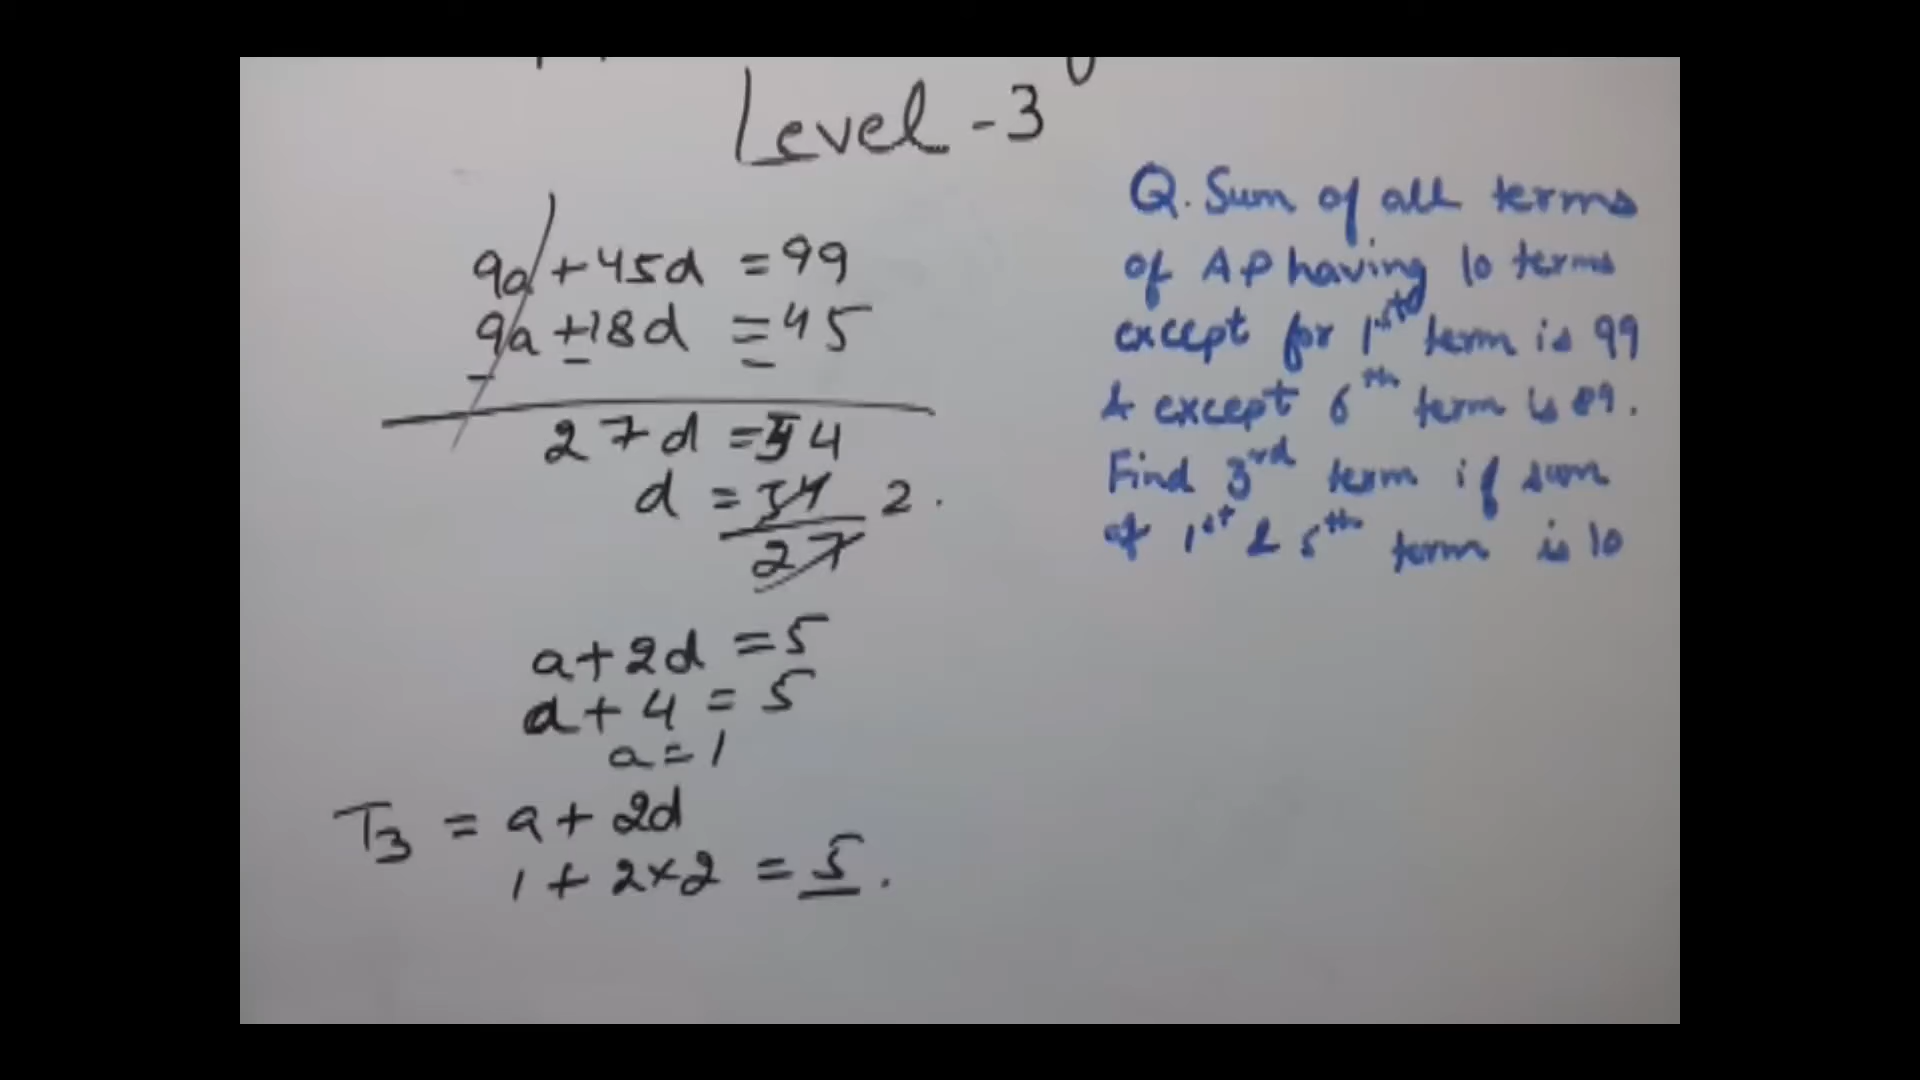 Level - 3
9a + 45d = 99
9a + 18d = 45
27d = 54
d = 54 2.
27
a + 2d = 5
a + 4 = 5
a = 1
T3 = a + 2d
1 + 2×2 = 5.
Q. Sum of all terms
of AP having 10 terms
except for 1st term is 99
& except 6th term is 89.
Find 3rd term if sum
of 1st & 5th term is 10